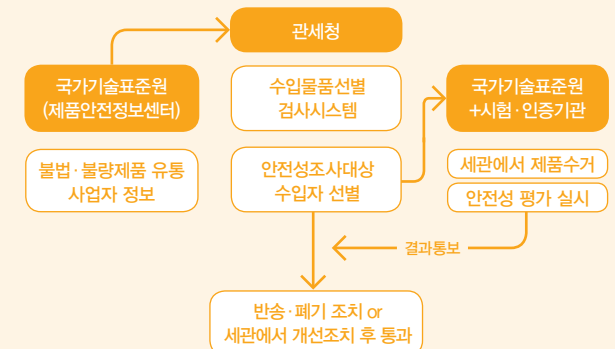 관세청
국가기술표준원
(제품안전정보센터)
수입물품선별
검사시스템
국가기술표준원
+시험·인증기관
불법·불량제품 유통
사업자 정보
안전성조사대상
수입자 선별
세관에서 제품수거
안전성 평가 실시
결과통보
반송·폐기 조치 or
세관에서 개선조치 후 통과